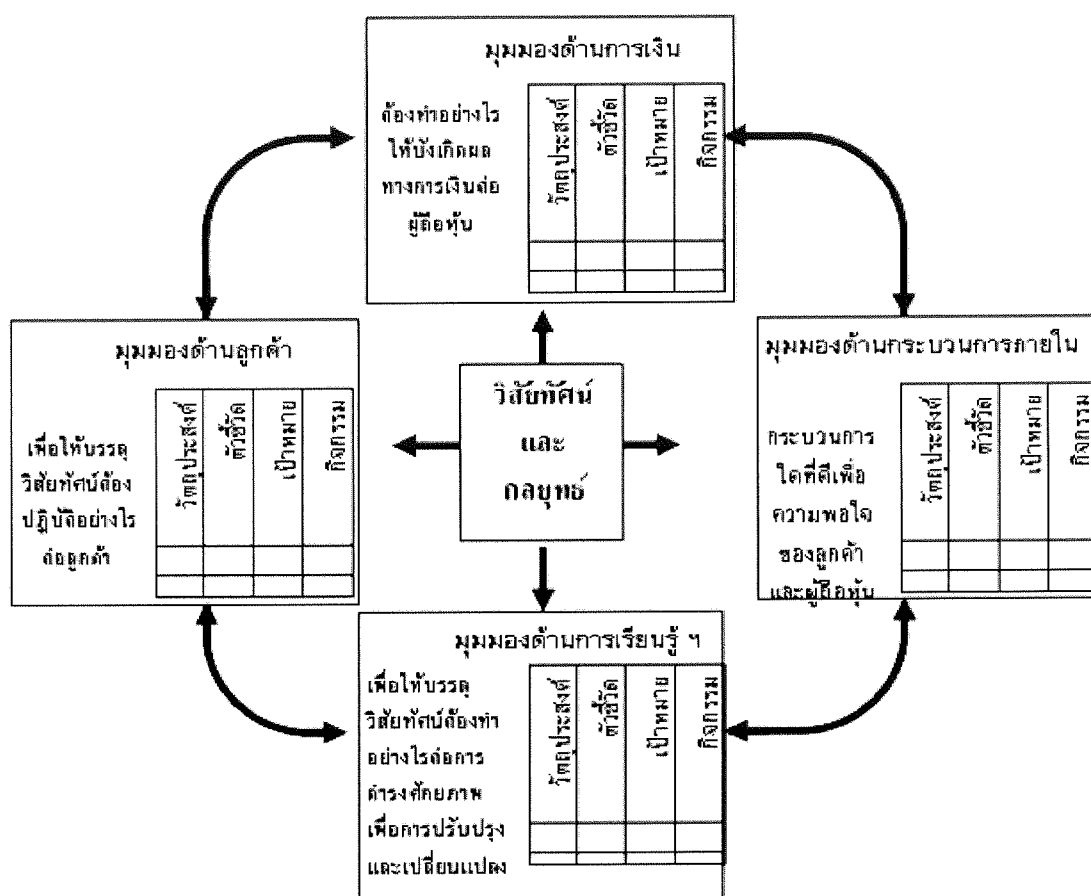 มุมมองด้านการเงิน
ต้องทำอย่างไร
ให้บังเกิดผล
ทางการเงินต่อ
ผู้ถือหุ้น
วัตถุประสงค์
ตัวชี้วัด
เป้าหมาย
กิจกรรม
มุมมองด้านลูกค้า
เพื่อให้บรรลุ
วิสัยทัศน์ต้อง
ปฏิบัติอย่างไร
ต่อลูกค้า
วัตถุประสงค์
ตัวชี้วัด
เป้าหมาย
กิจกรรม
วิสัยทัศน์
และ
กลยุทธ์
มุมมองด้านกระบวนการภายใน
กระบวนการ
ใดที่ดีเพื่อ
ความพอใจ
ของลูกค้า
และผู้ถือหุ้น
วัตถุประสงค์
ตัวชี้วัด
เป้าหมาย
กิจกรรม
มุมมองด้านการเรียนรู้ ฯ
เพื่อให้บรรลุ
วิสัยทัศน์ต้องทำ
อย่างไรต่อการ
ดำรงศักยภาพ
เพื่อการปรับปรุง
และเปลี่ยนแปลง
วัตถุประสงค์
ตัวชี้วัด
เป้าหมาย
กิจกรรม